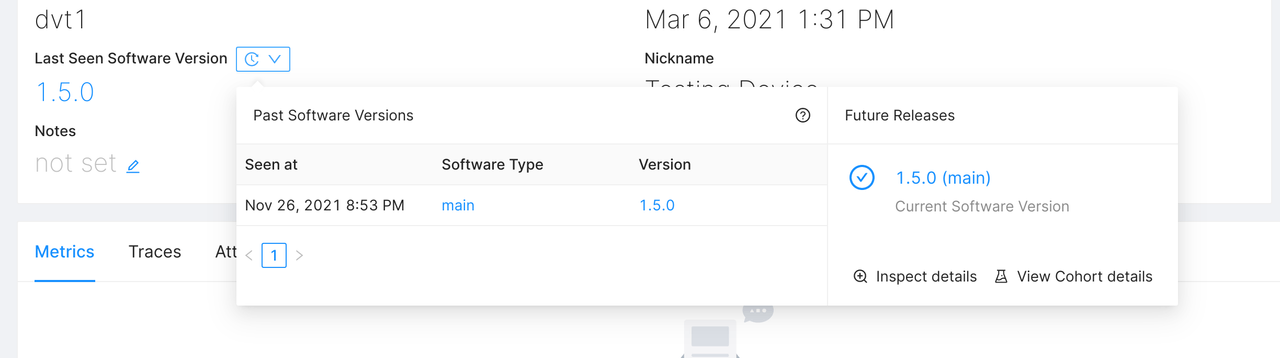 dvt1
Mar 6, 2021 1:31 PM
Last Seen Software Version
Nickname
1.5.0
Notes
not set
Past Software Versions
Future Releases
Seen at Software Type Version
Nov 26, 2021 8:53 PM main 1.5.0
1
1.5.0 (main)
Current Software Version
Inspect details View Cohort details
Metrics Traces Att